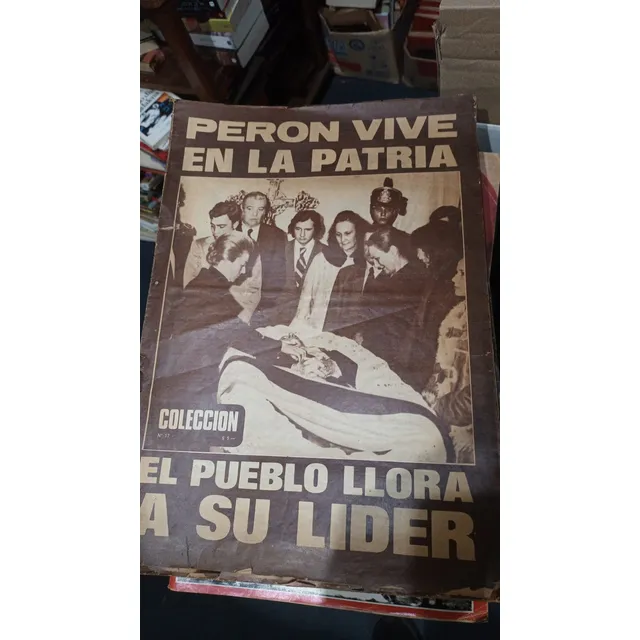 PERON VIVE
EN LA PATRIA
COLECCION
EL PUEBLO LLORA
A SU LIDER